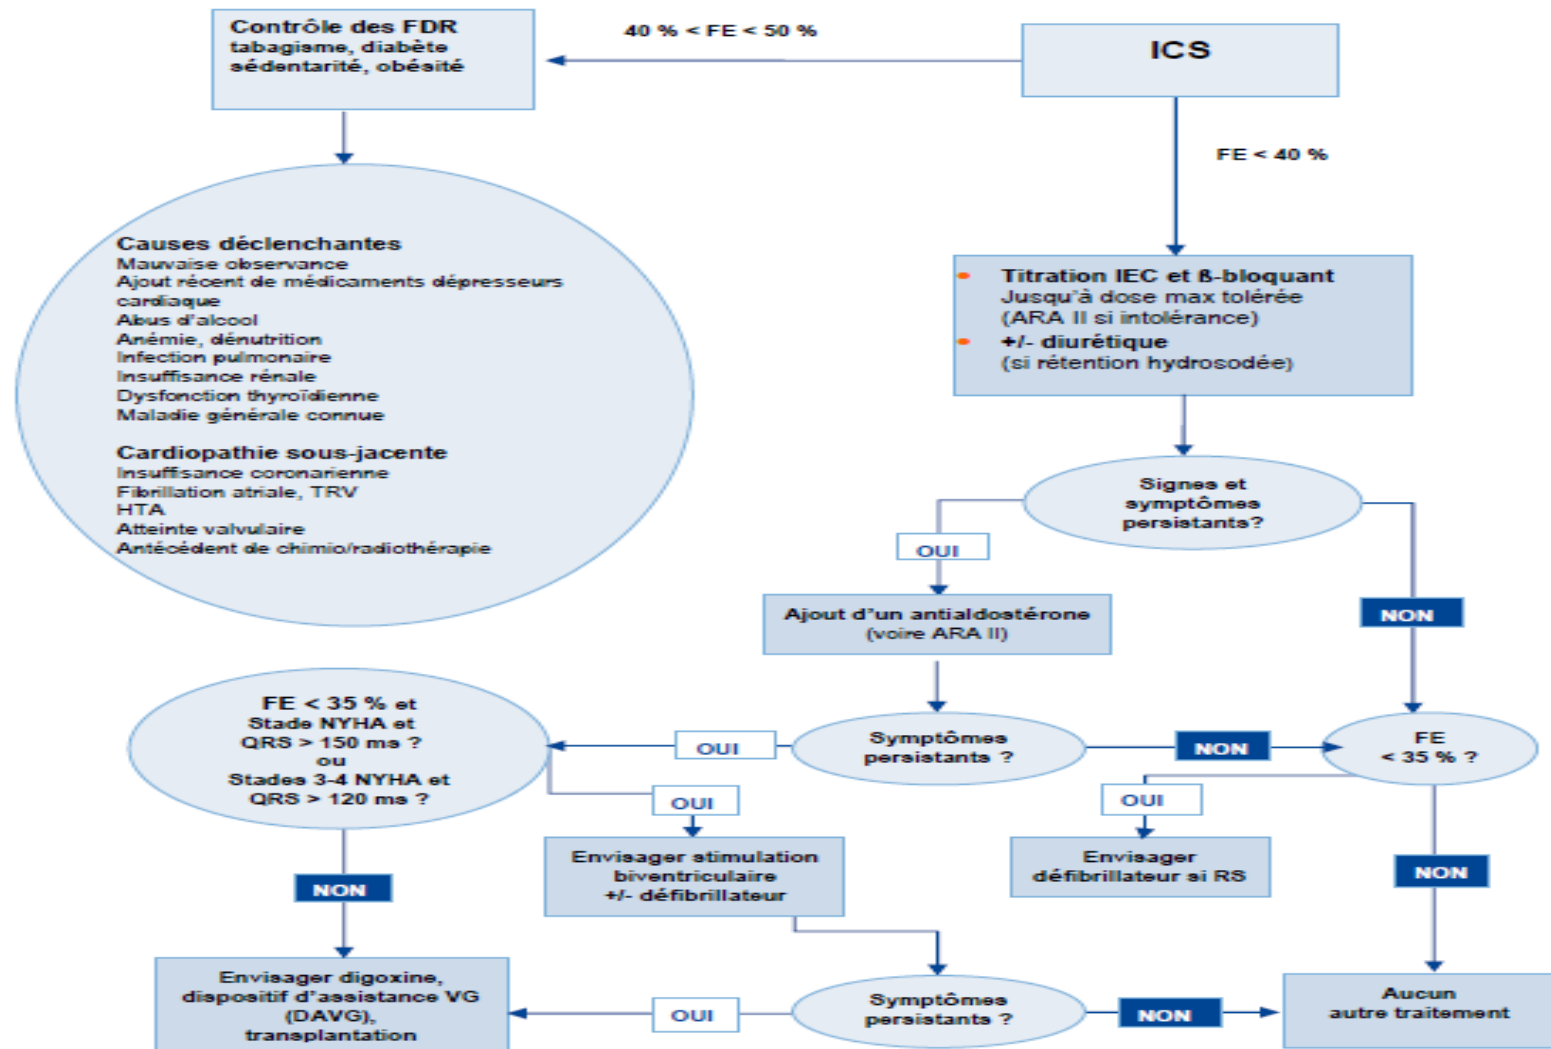 Contrôle des FDR
tabagisme, diabète
sédentarité, obésité
40 % < FE < 50 %
ICS
FE < 40 %
Causes déclenchantes
Mauvaise observance
Ajout récent de médicaments dépresseurs
cardiaque
Abus d'alcool
Anémie, dénutrition
Infection pulmonaire
Insuffisance rénale
Dysfonction thyroïdienne
Maladie générale connue
Cardiopathie sous-jacente
Insuffisance coronarienne
Fibrillation atriale, TRV
HTA
Atteinte valvulaire
Antécédent de chimio/radiothérapie
• Titration IEC et ß-bloquant
Jusqu'à dose max tolérée
(ARA II si intolérance)
• +/- diurétique
(si rétention hydrosodée)
Signes et
symptômes
persistants?
OUI
NON
Ajout d'un antialdostérone
(voire ARA II)
FE < 35 % et
Stade NYHA et
QRS > 150 ms ?
ou
Stades 3-4 NYHA et
QRS > 120 ms ?
OUI
Symptômes
persistants ?
NON
FE
< 35 % ?
OUI
OUI
NON
Envisager stimulation
biventriculaire
+/- défibrillateur
Envisager
défibrillateur si RS
NON
Envisager digoxine,
dispositif d'assistance VG
(DAVG),
transplantation
OUI
Symptômes
persistants ?
NON
Aucun
autre traitement